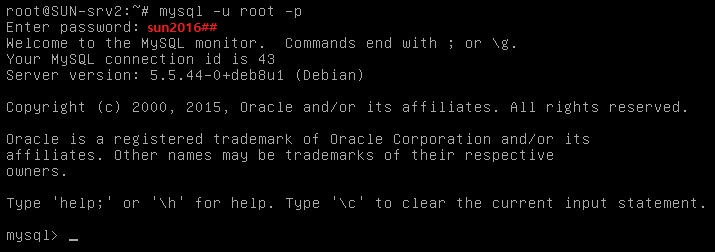 root@SUN-srv2:~# mysql -u root -p
Enter password: sun2016##
Welcome to the MySQL monitor.  Commands end with ; or \g.
Your MySQL connection id is 43
Server version: 5.5.44-0+deb8u1 (Debian)
Copyright (c) 2000, 2015, Oracle and/or its affiliates. All rights reserved.
Oracle is a registered trademark of Oracle Corporation and/or its
affiliates. Other names may be trademarks of their respective
owners.
Type 'help;' or '\h' for help. Type '\c' to clear the current input statement.
mysql> _